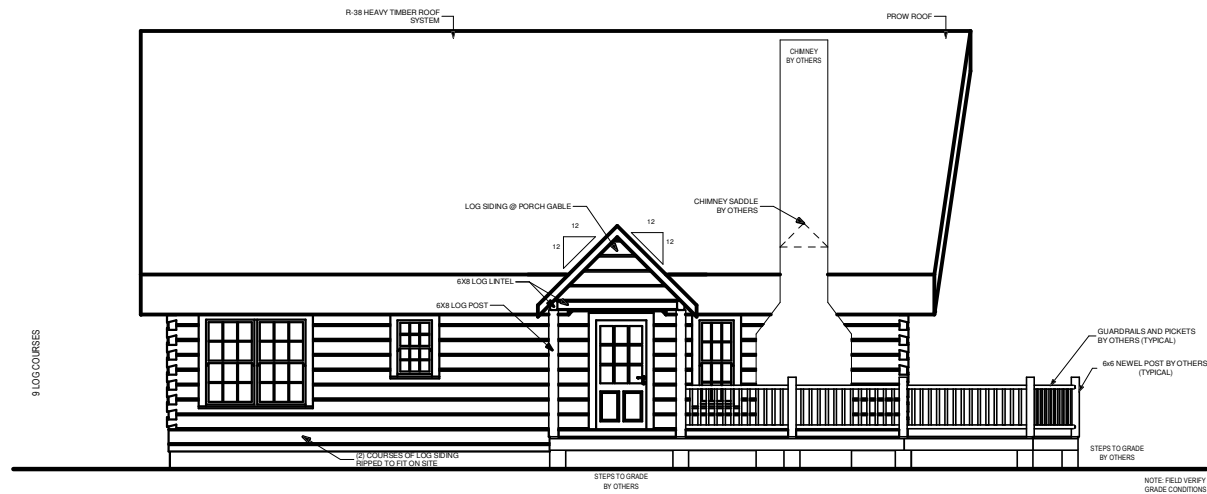 R-38 HEAVY TIMBER ROOF
SYSTEM
PROW ROOF
CHIMNEY
BY OTHERS
LOG SIDING @ PORCH GABLE
CHIMNEY SADDLE
BY OTHERS
12
12
12
12
6X8 LOG LINTEL
6X8 LOG POST
9 LOG COURSES
GUARDRAILS AND PICKETS
BY OTHERS (TYPICAL)
6x6 NEWEL POST BY OTHERS
(TYPICAL)
(2) COURSES OF LOG SIDING
RIPPED TO FIT ON SITE
STEPS TO GRADE
BY OTHERS
STEPS TO GRADE
BY OTHERS
NOTE: FIELD VERIFY
GRADE CONDITIONS